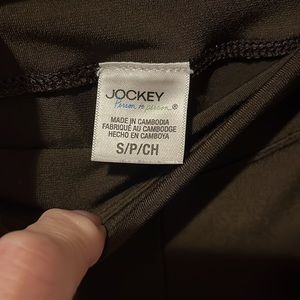 JOCKEY
Person to person®
MADE IN CAMBODIA
FABRIQUÉ AU CAMBODGE
HECHO EN CAMBOYA
S/P/CH